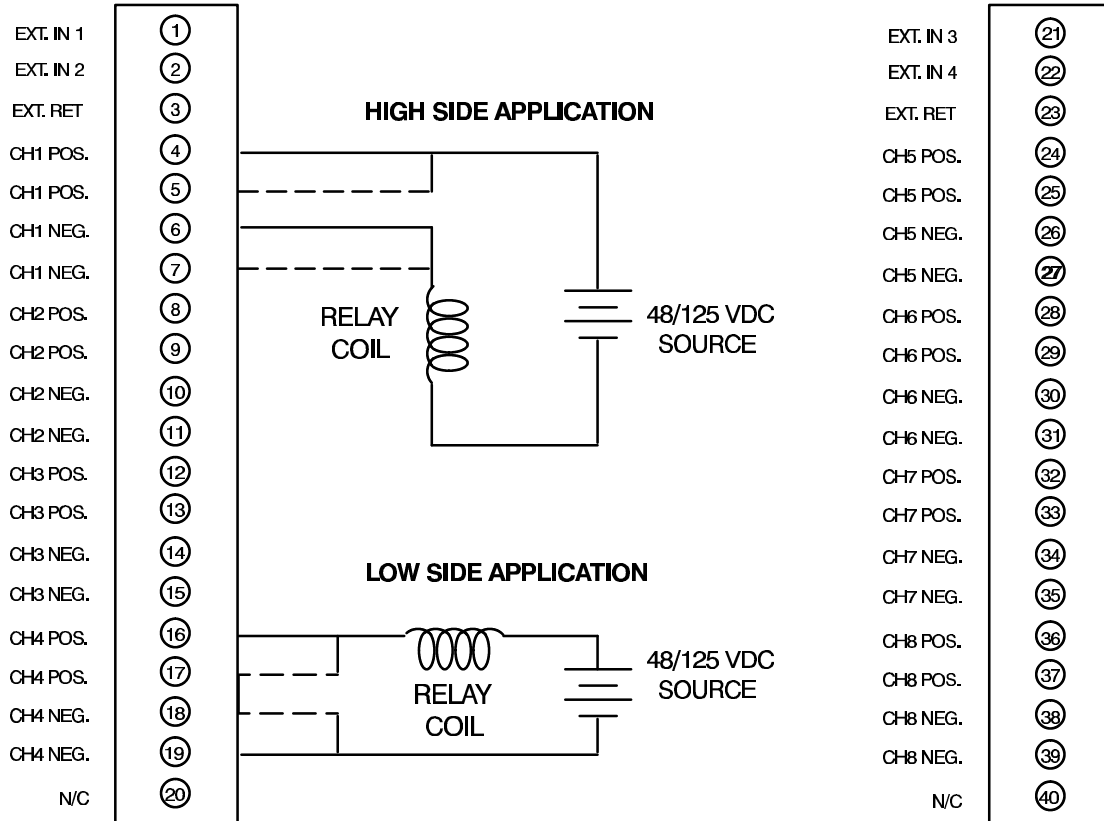 EXT. IN 1 1
EXT. IN 2 2
EXT. RET 3
CH1 POS. 4
CH1 POS. 5
CH1 NEG. 6
CH1 NEG. 7
CH2 POS. 8
CH2 POS. 9
CH2 NEG. 10
CH2 NEG. 11
CH3 POS. 12
CH3 POS. 13
CH3 NEG. 14
CH3 NEG. 15
CH4 POS. 16
CH4 POS. 17
CH4 NEG. 18
CH4 NEG. 19
N/C 20
HIGH SIDE APPLICATION
RELAY
COIL
48/125 VDC
SOURCE
LOW SIDE APPLICATION
RELAY
COIL
48/125 VDC
SOURCE
EXT. IN 3 21
EXT. IN 4 22
EXT. RET 23
CH5 POS. 24
CH5 POS. 25
CH5 NEG. 26
CH5 NEG. 27
CH6 POS. 28
CH6 POS. 29
CH6 NEG. 30
CH6 NEG. 31
CH7 POS. 32
CH7 POS. 33
CH7 NEG. 34
CH7 NEG. 35
CH8 POS. 36
CH8 POS. 37
CH8 NEG. 38
CH8 NEG. 39
N/C 40